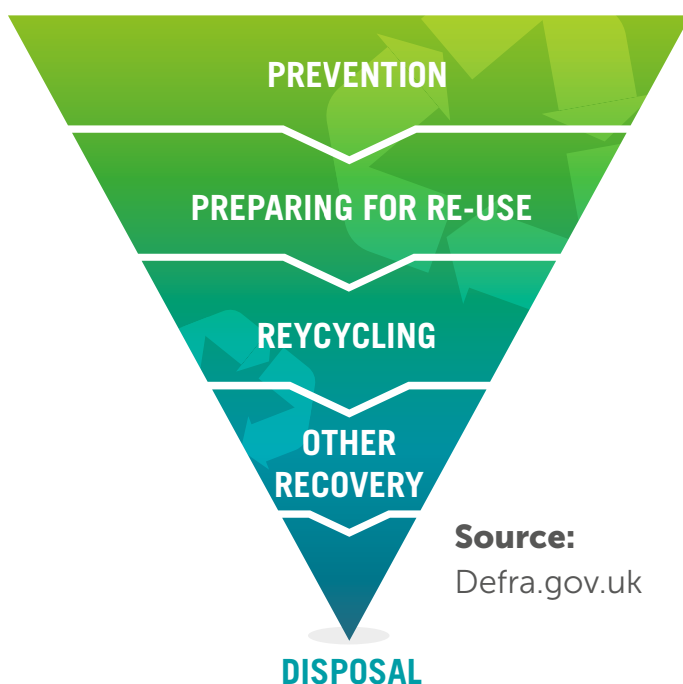 PREVENTION
PREPARING FOR RE-USE
REYCYCLING
OTHER
RECOVERY
Source:
Defra.gov.uk
DISPOSAL